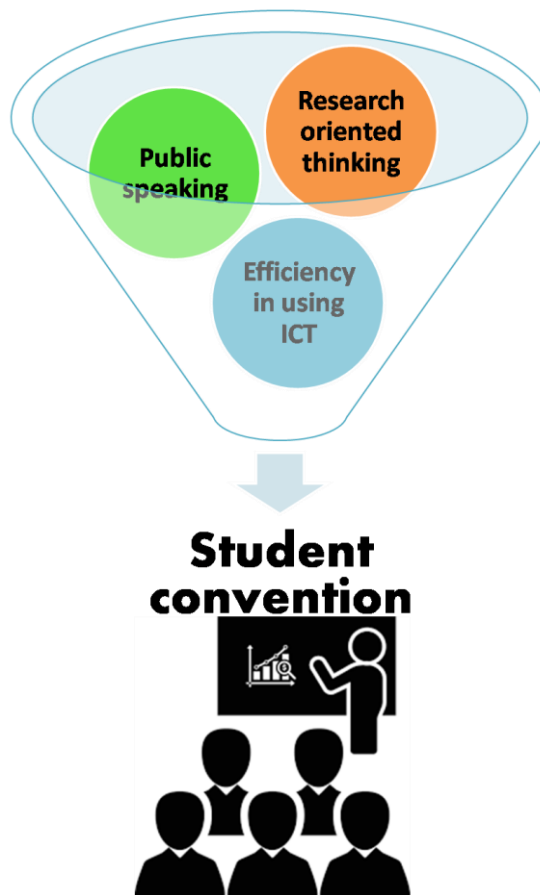 Research
oriented
thinking
Public
speaking
Efficiency
in using
ICT
Student
convention